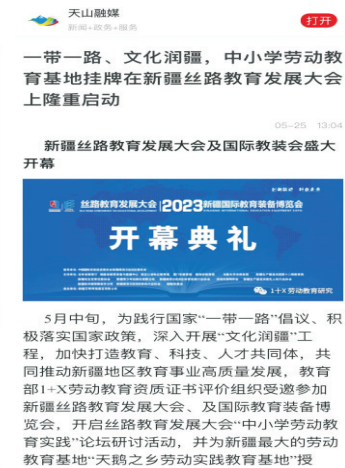 天山融媒
新闻+政务+服务
打开
一带一路、文化润疆，中小学劳动教
育基地挂牌在新疆丝路教育发展大会
上隆重启动
05-25 13:04
新疆丝路教育发展大会及国际教装会盛大
开幕
丝路教育发展大会 2023新疆国际教育装备博览会
开幕典礼
1+X劳动教育研究
5月中旬，为践行国家“一带一路”倡议、积
极落实国家政策，深入开展“文化润疆”工
程，加快打造教育、科技、人才共同体，共
同推动新疆地区教育事业高质量发展，教育
部1+X劳动教育资质证书评价组织受邀参加
新疆丝路教育发展大会、及国际教育装备博
览会，开启丝路教育发展大会“中小学劳动教
育实践”论坛研讨活动，并为新疆最大的劳动
教育基地“天鹅之乡劳动实践教育基地”授